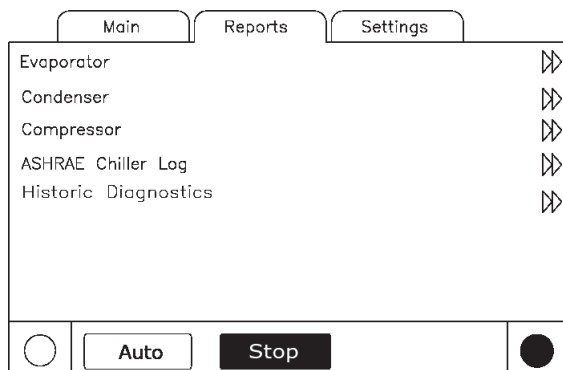 Main Reports Settings
Evaporator
Condenser
Compressor
ASHRAE Chiller Log
Historic Diagnostics
Auto Stop